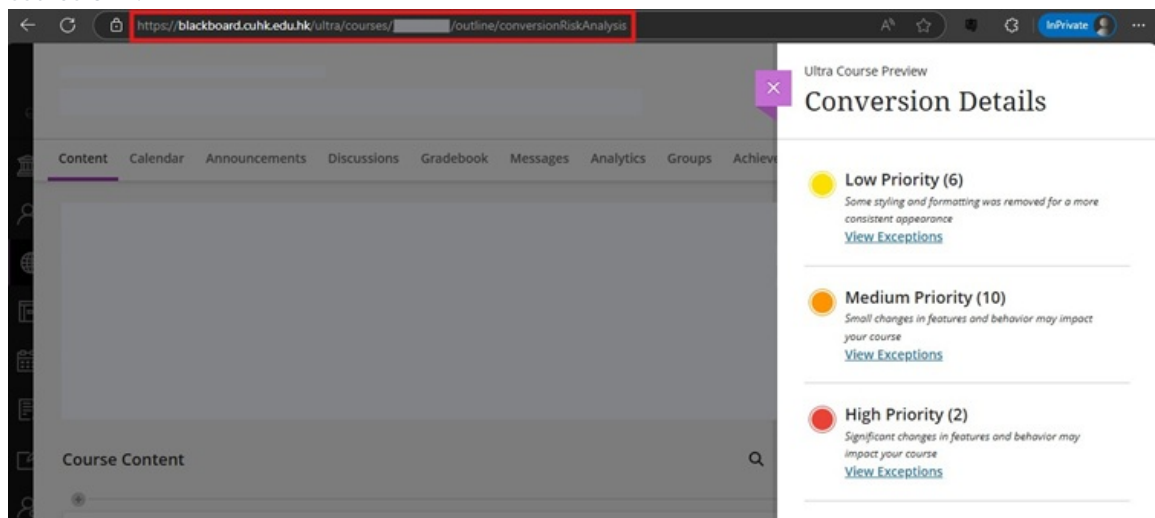 https://blackboard.cuhk.edu.hk/ultra/courses/ /outline/conversionRiskAnalysis
InPrivate
Ultra Course Preview
Conversion Details
Content Calendar Announcements Discussions Gradebook Messages Analytics Groups Achieve
Low Priority (6)
Some styling and formatting was removed for a more
consistent appearance
View Exceptions
Medium Priority (10)
Small changes in features and behavior may impact
your course
View Exceptions
High Priority (2)
Significant changes in features and behavior may
impact your course
View Exceptions
Course Content